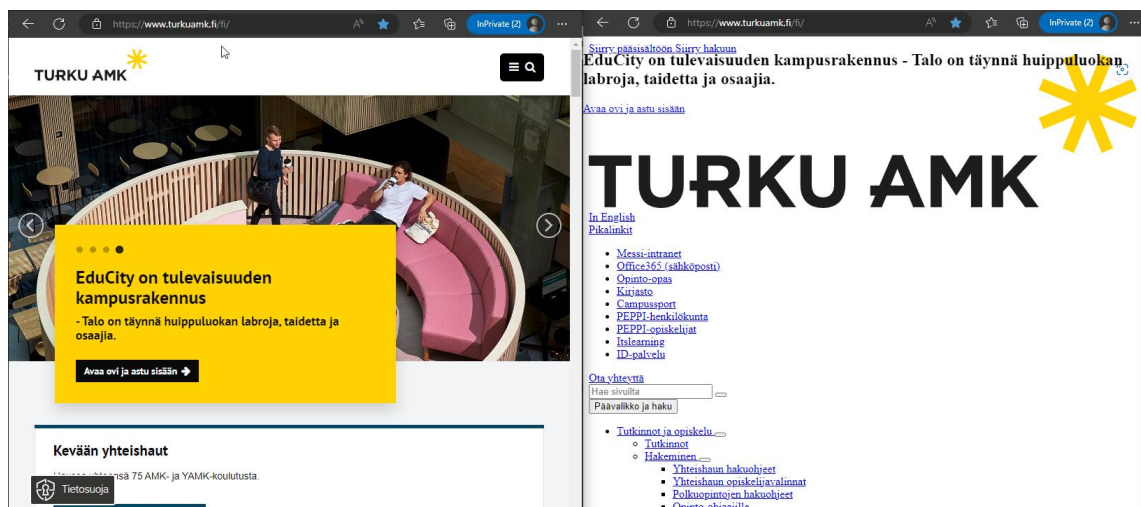 https://www.turkuamk.fi/fi/
InPrivate (2)
TURKU AMK
EduCity on tulevaisuuden
kampusrakennus
- Talo on täynnä huippuluokan labroja, taidetta ja
osaajia.
Avaa ovi ja astu sisään
Kevään yhteishaut
75 AMK- ja YAMK-koulutusta.
Tietosuoja
https://www.turkuamk.fi/fi/
InPrivate (2)
Siirry pääsisältöön Siirry hakuun
EduCity on tulevaisuuden kampusrakennus - Talo on täynnä huippuluokan
labroja, taidetta ja osaajia.
Avaa ovi ja astu sisään
TURKU AMK
In English
Pikalinkit
Messi-intranet
Office365 (sähköposti)
Opinto-opas
Kirjasto
Campussport
PEPPI-henkilökunta
PEPPI-opiskelijat
Itslearning
ID-palvelu
Ota yhteyttä
Hae sivuilta
Päävalikko ja haku
Tutkinnot ja opiskelu
Tutkinnot
Hakeminen
Yhteishaun hakuohjeet
Yhteishaun opiskelijavalinnat
Polkuopintojen hakuohjeet